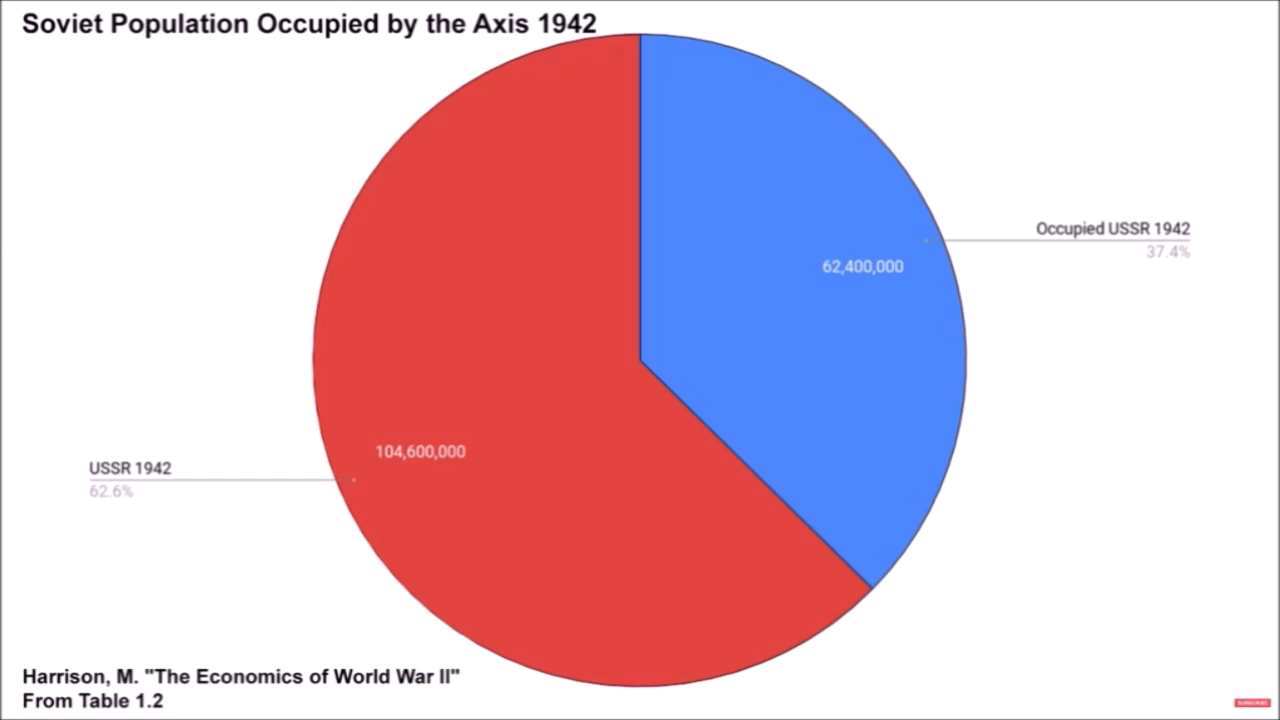 Soviet Population Occupied by the Axis 1942
Occupied USSR 1942
37.4%
62,400,000
104,600,000
USSR 1942
62.6%
Harrison, M. "The Economics of World War II"
From Table 1.2
SUBSCRIBE